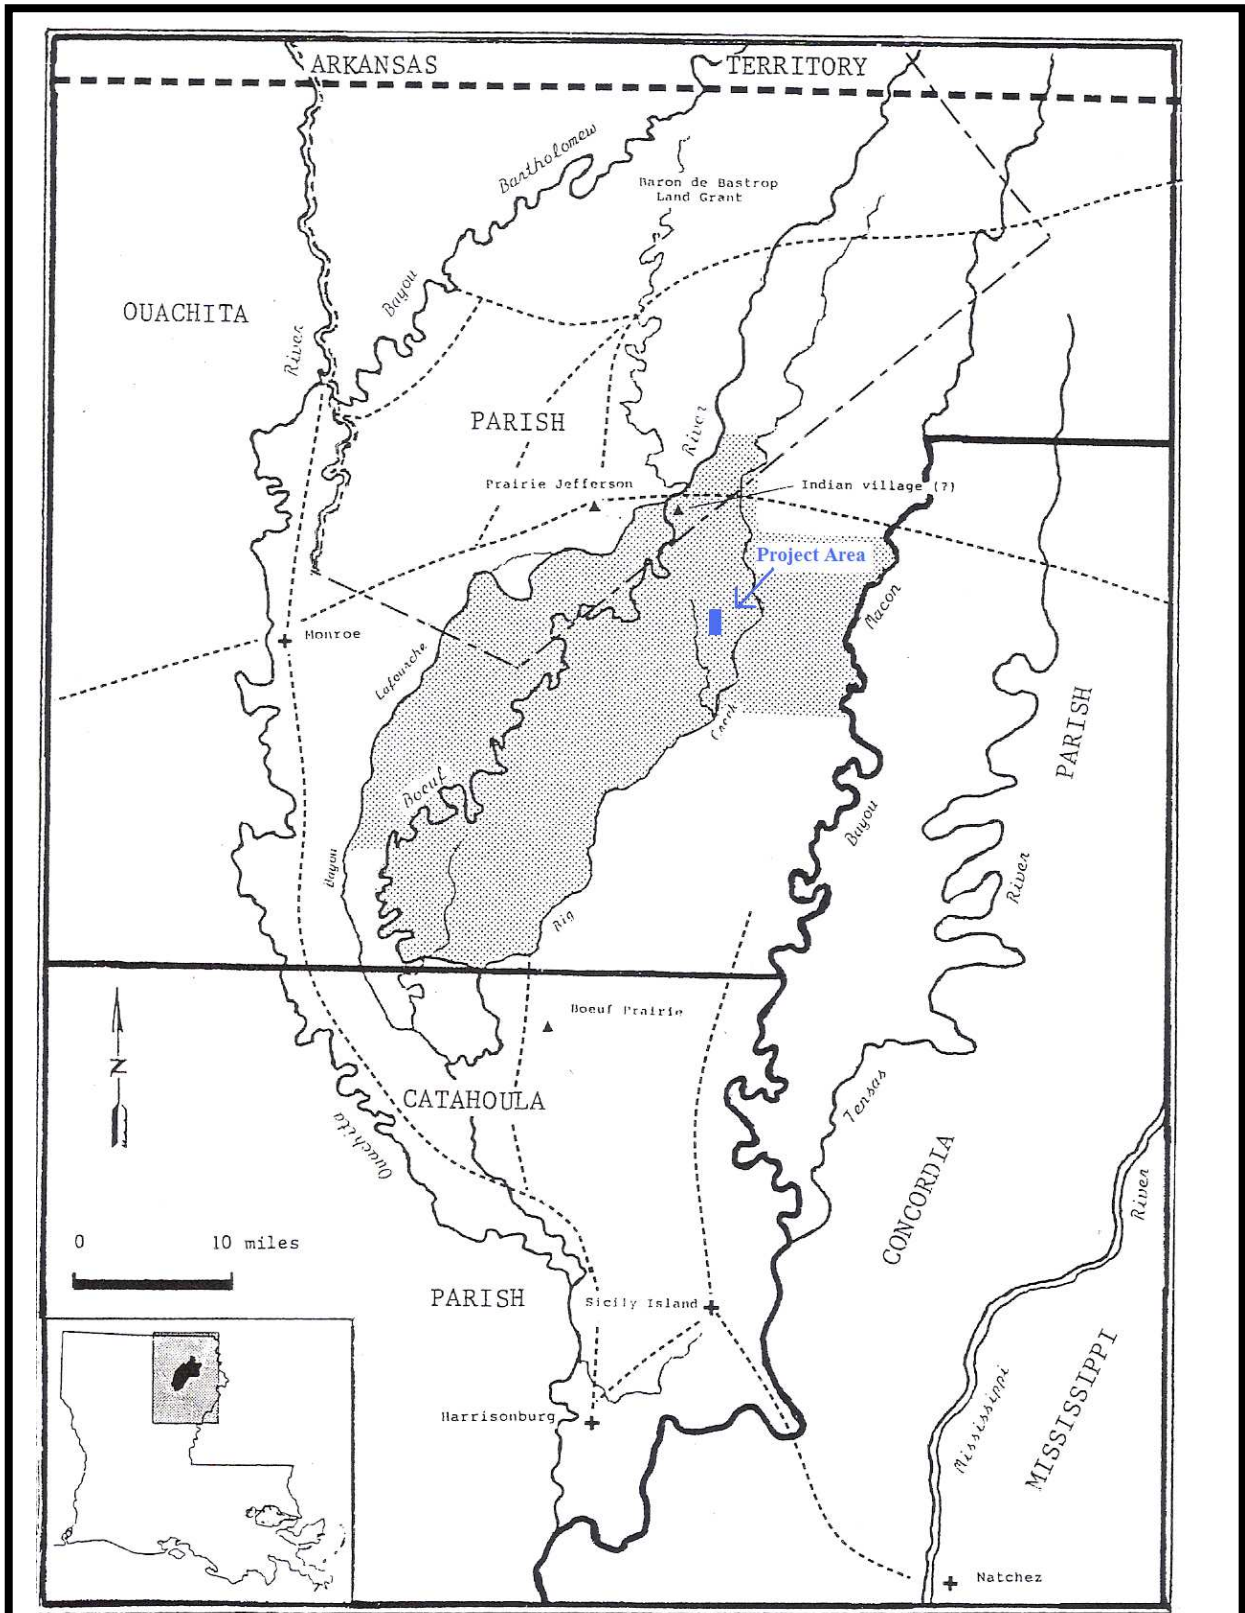 ARKANSAS
TERRITORY
Bartholomew
Baron de Bastrop
Land Grant
Bayou
OUACHITA
River
PARISH
River
Prairie Jefferson
Indian village (?)
Project Area
Macon
Monroe
Lafourche
Creek
PARISH
Boeuf
Bayou
Bayou
River
Big
Boeuf Prairie
N
CATAHOULA
Tensas
Ouachita
CONCORDIA
River
0 10 miles
PARISH
Sicily Island
MISSISSIPPI
Mississippi
Harrisonburg
Natchez